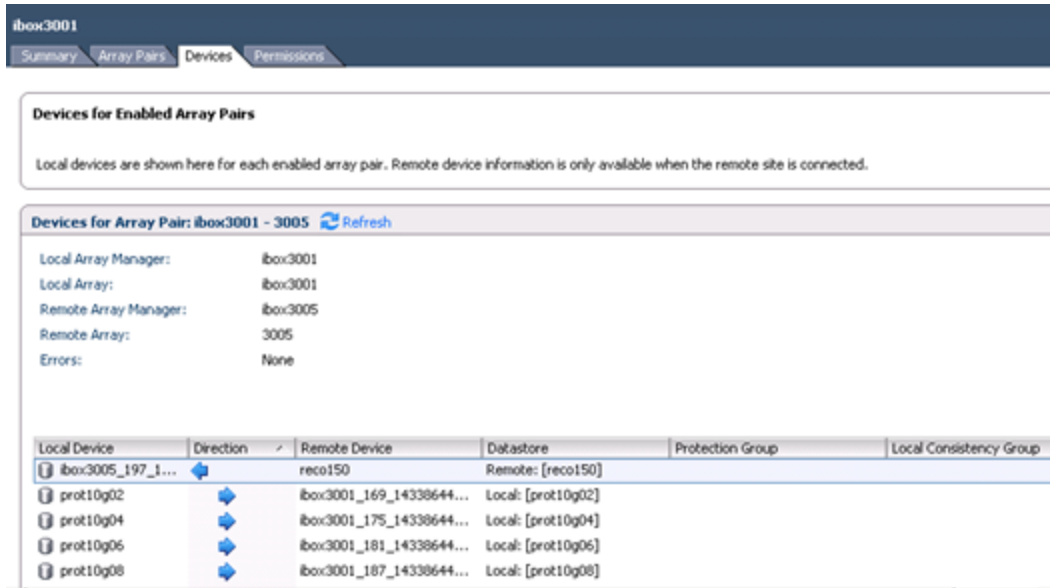 ibox3001
Summary Array Pairs Devices Permissions
Devices for Enabled Array Pairs
Local devices are shown here for each enabled array pair. Remote device information is only available when the remote site is connected.
Devices for Array Pair: ibox3001 - 3005 Refresh
Local Array Manager: ibox3001
Local Array: ibox3001
Remote Array Manager: ibox3005
Remote Array: 3005
Errors: None
Local Device Direction Remote Device Datastore Protection Group Local Consistency Group
ibox3005_197_1... reco150 Remote: [reco150]
prot10g02 ibox3001_169_14338644... Local: [prot10g02]
prot10g04 ibox3001_175_14338644... Local: [prot10g04]
prot10g06 ibox3001_181_14338644... Local: [prot10g06]
prot10g08 ibox3001_187_14338644... Local: [prot10g08]